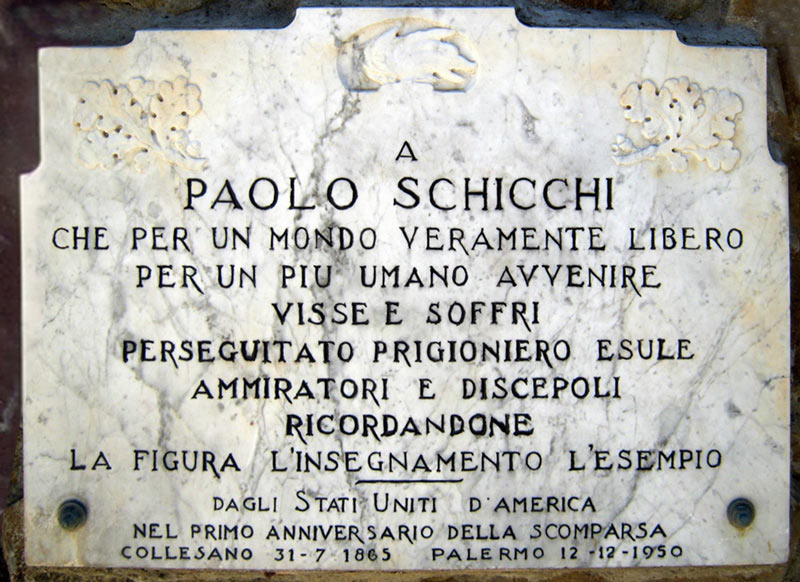 A
PAOLO SCHICCHI
CHE PER UN MONDO VERAMENTE LIBERO
PER UN PIU UMANO AVVENIRE
VISSE E SOFFRI
PERSEGUITATO PRIGIONIERO ESULE
AMMIRATORI E DISCEPOLI
RICORDANDONE
LA FIGURA L'INSEGNAMENTO L'ESEMPIO
DAGLI STATI UNITI D'AMERICA
NEL PRIMO ANNIVERSARIO DELLA SCOMPARSA
COLLESANO 31-7-1865 PALERMO 12-12-1950